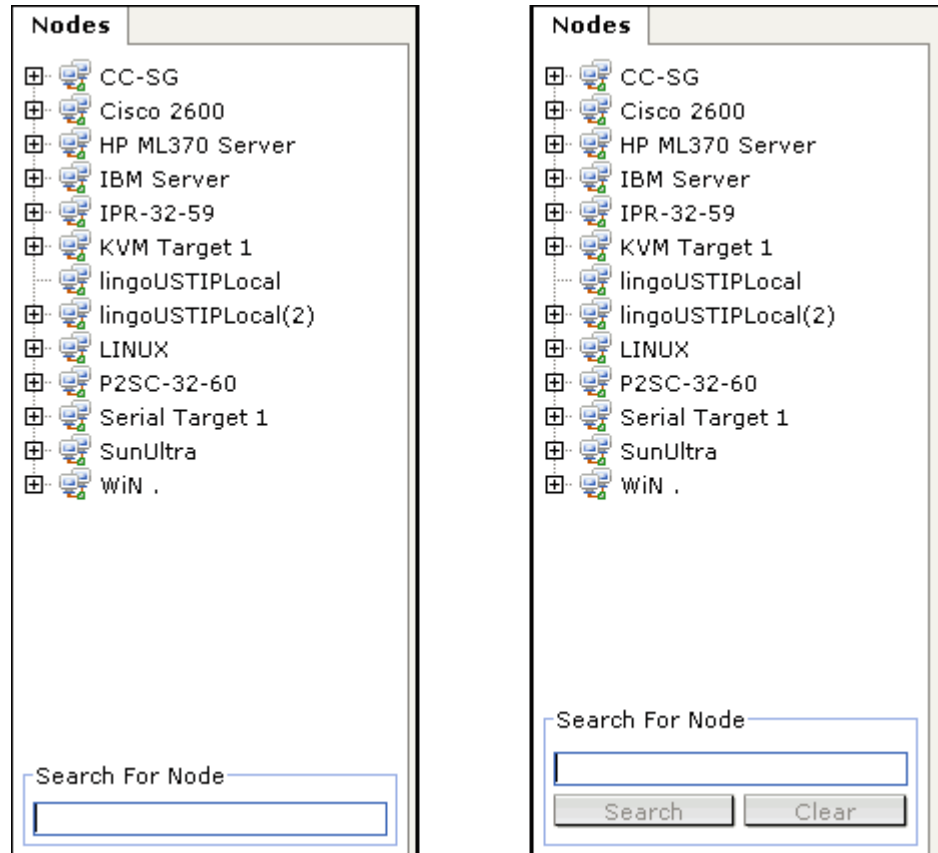 Nodes
CC-SG
Cisco 2600
HP ML370 Server
IBM Server
IPR-32-59
KVM Target 1
lingoUSTIPLocal
lingoUSTIPLocal(2)
LINUX
P2SC-32-60
Serial Target 1
SunUltra
WiN .
Search For Node
Nodes
CC-SG
Cisco 2600
HP ML370 Server
IBM Server
IPR-32-59
KVM Target 1
lingoUSTIPLocal
lingoUSTIPLocal(2)
LINUX
P2SC-32-60
Serial Target 1
SunUltra
WiN .
Search For Node
Search Clear